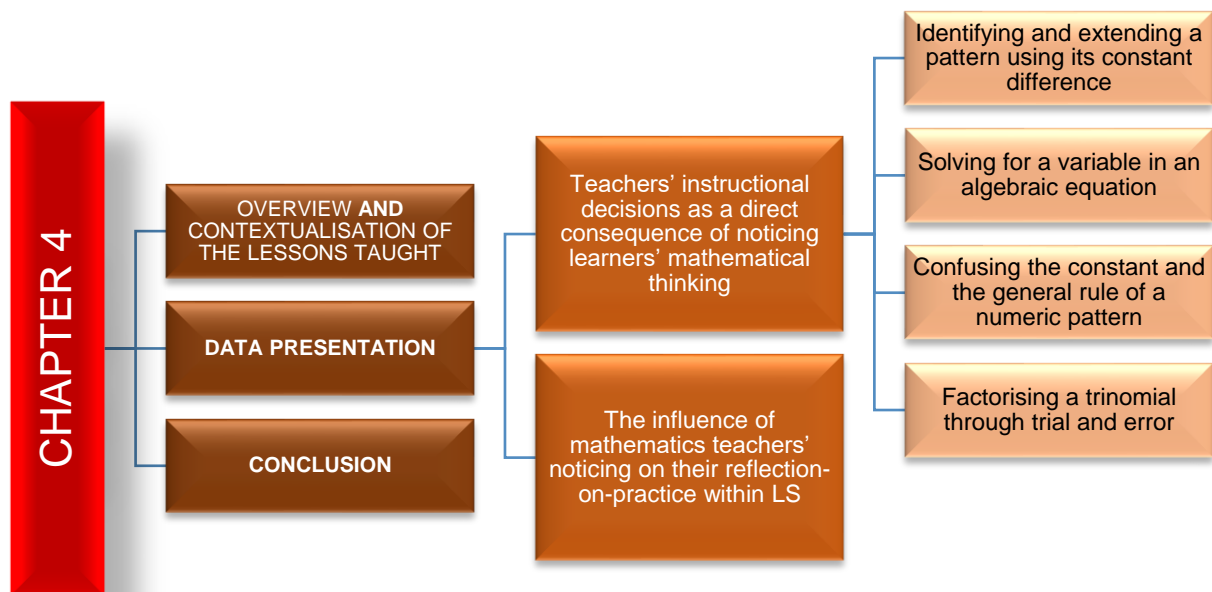 CHAPTER 4
OVERVIEW AND
CONTEXTUALISATION OF
THE LESSONS TAUGHT
DATA PRESENTATION
CONCLUSION
Teachers’ instructional
decisions as a direct
consequence of noticing
learners’ mathematical
thinking
The influence of
mathematics teachers’
noticing on their reflection-
on-practice within LS
Identifying and extending a
pattern using its constant
difference
Solving for a variable in an
algebraic equation
Confusing the constant and
the general rule of a
numeric pattern
Factorising a trinomial
through trial and error